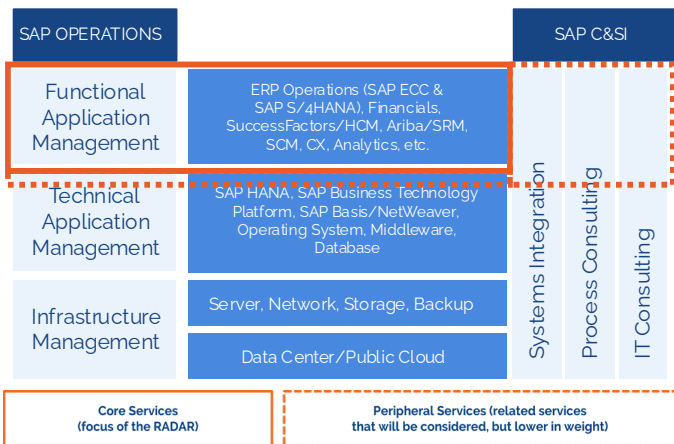 SAP OPERATIONS
SAP C&SI
Functional
Application
Management
ERP Operations (SAP ECC &
SAP S/4HANA), Financials,
SuccessFactors/HCM, Ariba/SRM,
SCM, CX, Analytics, etc.
Technical
Application
Management
SAP HANA, SAP Business Technology
Platform, SAP Basis/NetWeaver,
Operating System, Middleware,
Database
Infrastructure
Management
Server, Network, Storage, Backup
Data Center/Public Cloud
Systems Integration
Process Consulting
IT Consulting
Core Services
(focus of the RADAR)
Peripheral Services (related services
that will be considered, but lower in weight)